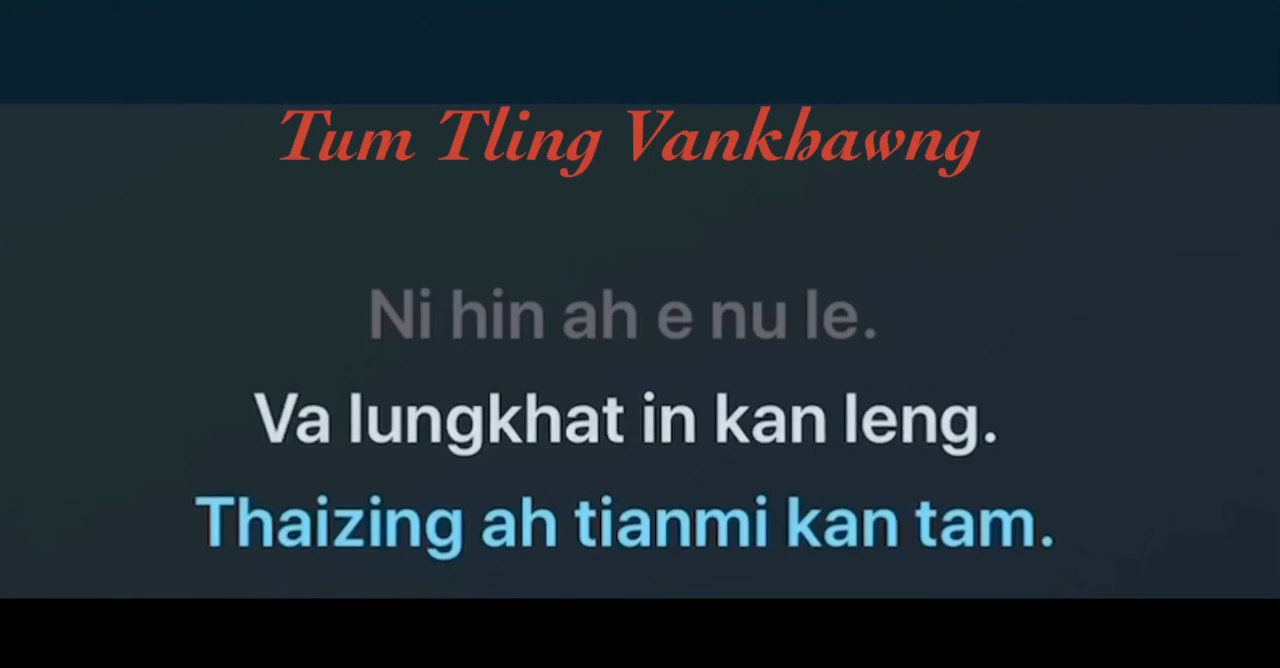 Tum Tling Vankhawng
Ni hin ah e nu le.
Va lungkhat in kan leng.
Thaizing ah tianmi kan tam.